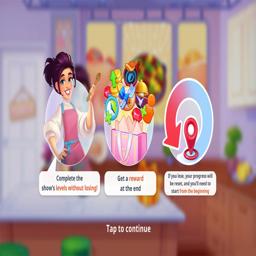 Complete the
show's levels without losing!
Get a reward
at the end
If you lose, your progress will
be reset, and you'll need to
start from the beginning
Tap to continue